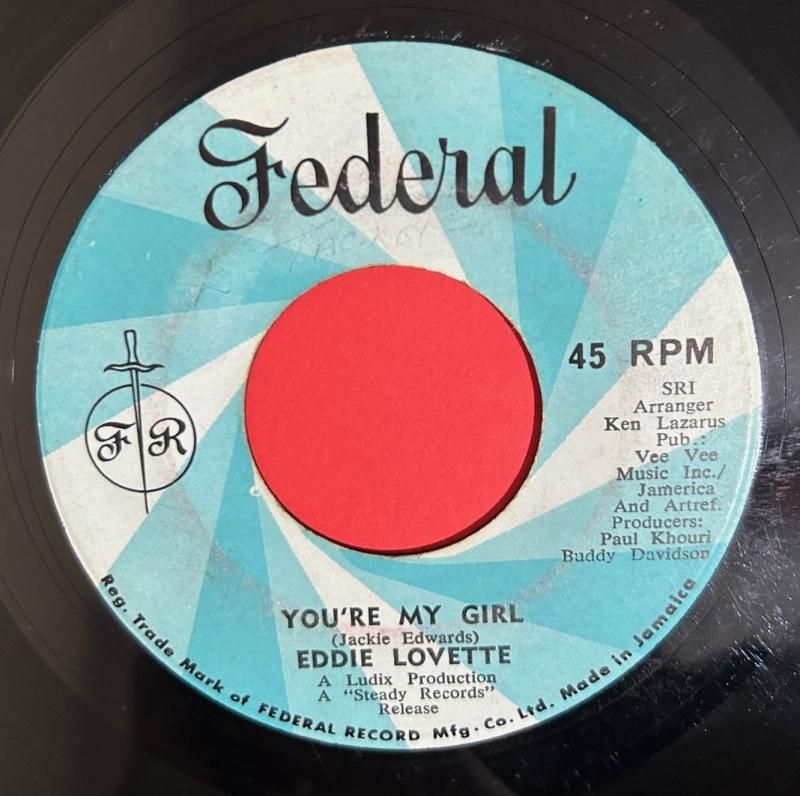 Federal
45 RPM
SRI
Arranger
Ken Lazarus
Pub.:
Vee Vee
Music Inc./
Jamerica
And Artref.
Producers:
Paul Khouri
Buddy Davidson
F R
YOU'RE MY GIRL
(Jackie Edwards)
EDDIE LOVETTE
A Ludix Production
A "Steady Records"
Release
Reg. Trade Mark of FEDERAL RECORD Mfg. Co. Ltd. Made in Jamaica